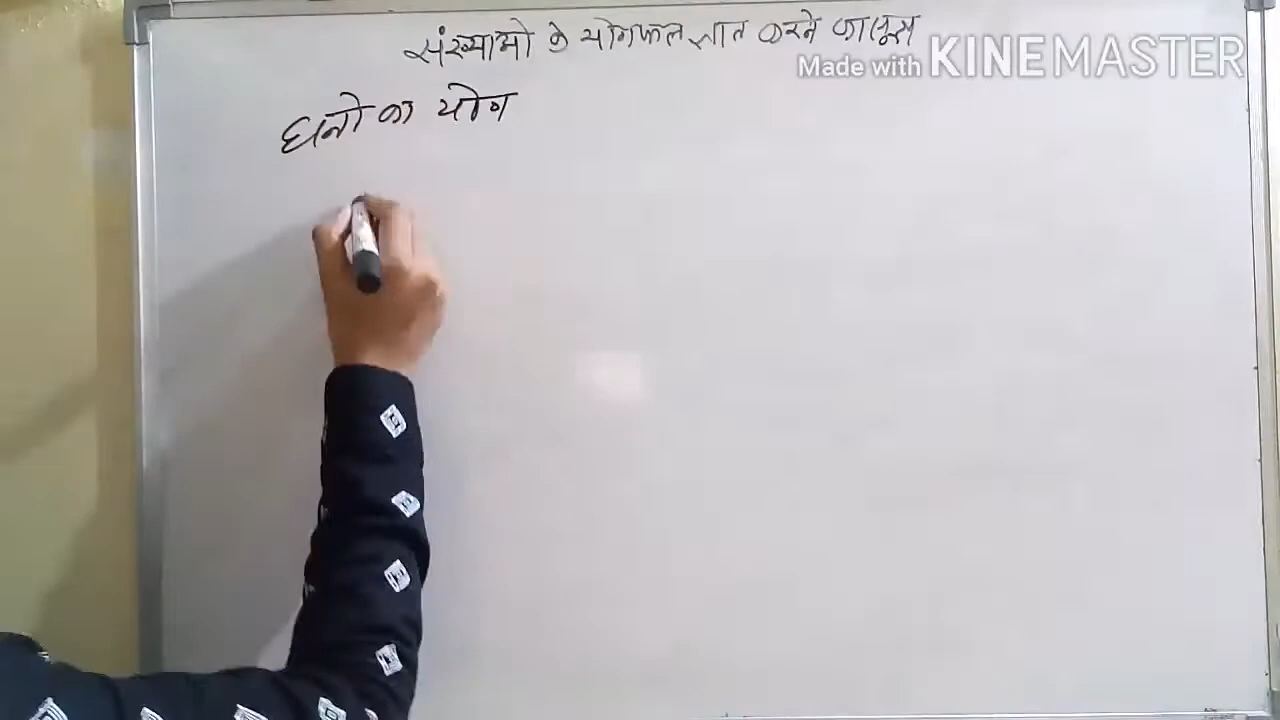 संख्याओ के योगफल ज्ञात करने का सूत्र
Made with KINEMASTER
घनो का योग